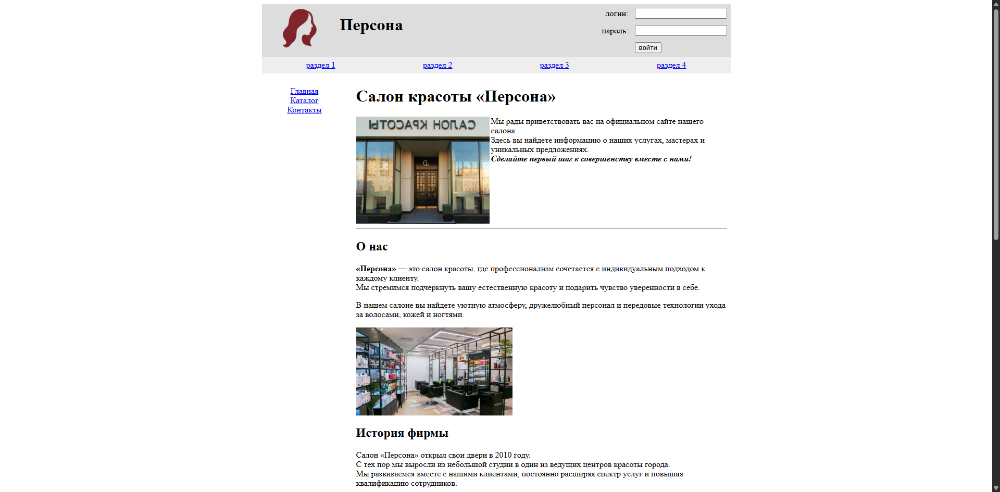 Персона
логин:
пароль:
войти
раздел 1
раздел 2
раздел 3
раздел 4
Главная
Каталог
Контакты
Салон красоты «Персона»
САЛОН КРАСОТЫ
Мы рады приветствовать вас на официальном сайте нашего
салона.
Здесь вы найдете информацию о наших услугах, мастерах и
уникальных предложениях.
Сделайте первый шаг к совершенству вместе с нами!
О нас
«Персона» — это салон красоты, где профессионализм сочетается с индивидуальным подходом к
каждому клиенту.
Мы стремимся подчеркнуть вашу естественную красоту и подарить чувство уверенности в себе.
В нашем салоне вы найдете уютную атмосферу, дружелюбный персонал и передовые технологии ухода
за волосами, кожей и ногтями.
История фирмы
Салон «Персона» открыл свои двери в 2010 году.
С тех пор мы выросли из небольшой студии в один из ведущих центров красоты города.
Мы развиваемся вместе с нашими клиентами, постоянно расширяя спектр услуг и повышая
квалификацию сотрудников.